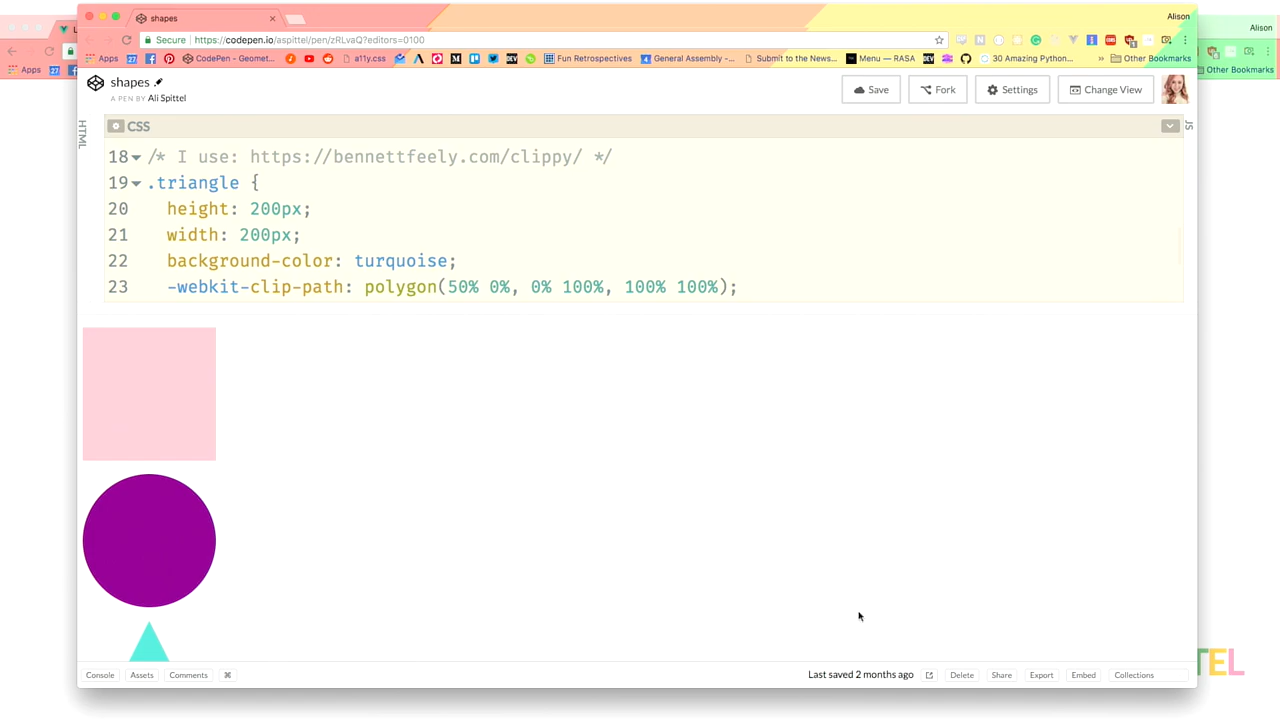 shapes
Alison
Alison
Secure
https://codepen.io/aspittel/pen/zRLvaQ?editors=0100
Apps
Apps
CodePen - Geomet...
a11y.css
Fun Retrospectives
General Assembly -...
Submit to the News...
Menu — RASA
30 Amazing Python...
Other Bookmarks
Other Bookmarks
shapes
A PEN BY Ali Spittel
Save
Fork
Settings
Change View
HTML
CSS
JS
18 /* I use: https://bennettfeely.com/clippy/ */
19 .triangle {
20 height: 200px;
21 width: 200px;
22 background-color: turquoise;
23 -webkit-clip-path: polygon(50% 0%, 0% 100%, 100% 100%);
TEL
Console
Assets
Comments
⌘
Last saved 2 months ago
Delete
Share
Export
Embed
Collections